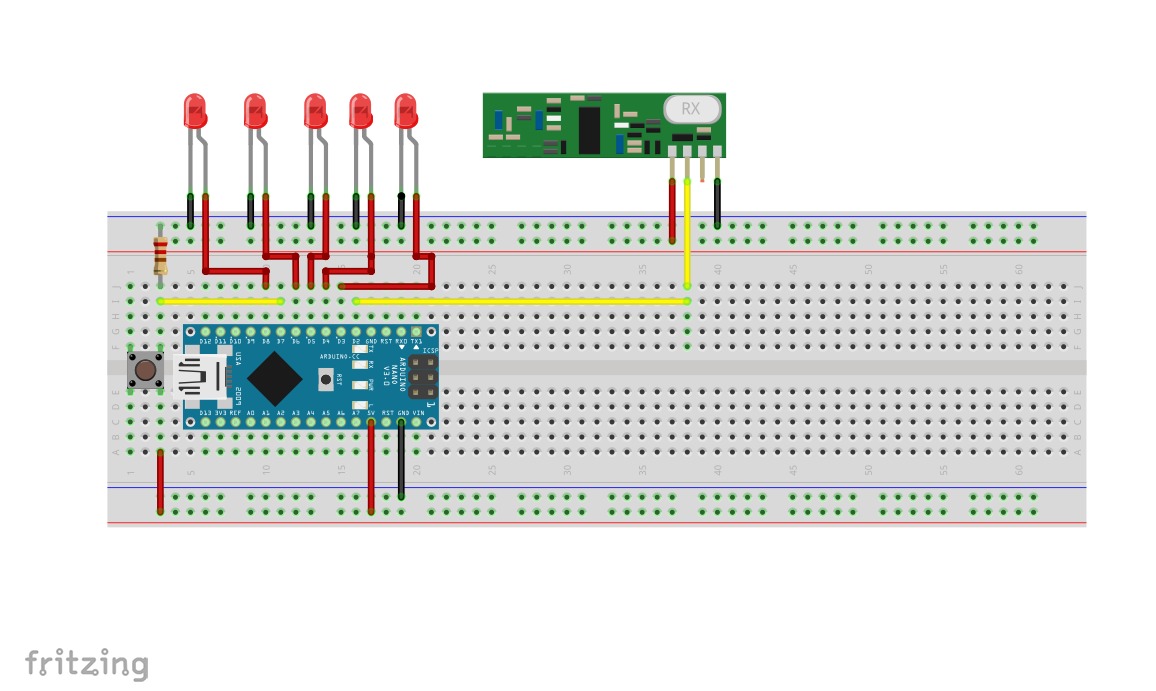 RX
1 5 10 15 20 25 30 35 40 45 50 55 60
J J
I I
H H
G G
F F
D12 D11 D10 D9 D8 D7 D6 D5 D4 D3 D2 GND RST RX0 TX1
TX
RX
PWR
L
ARDUINO.CC
RST
ARDUINO
NANO
V3.0
ICSP
1
USA
2009
D13 3V3 REF A0 A1 A2 A3 A4 A5 A6 A7 5V RST GND VIN
E E
D D
C C
B B
A A
1 5 10 15 20 25 30 35 40 45 50 55 60
fritzing